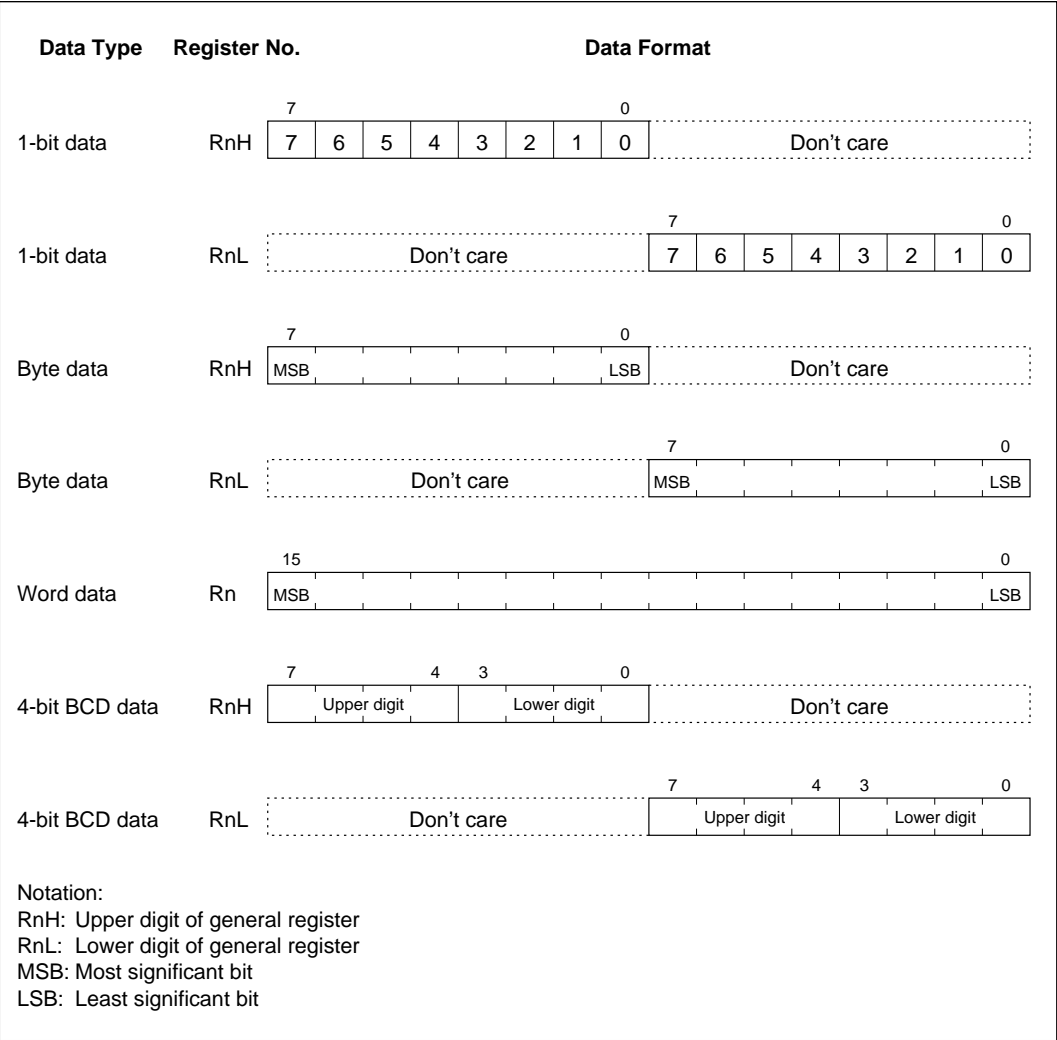 Data Type Register No. Data Format
7 0
1-bit data RnH 7 6 5 4 3 2 1 0 Don't care
7 0
1-bit data RnL Don't care 7 6 5 4 3 2 1 0
7 0
Byte data RnH MSB LSB Don't care
7 0
Byte data RnL Don't care MSB LSB
15 0
Word data Rn MSB LSB
7 4 3 0
4-bit BCD data RnH Upper digit Lower digit Don't care
7 4 3 0
4-bit BCD data RnL Don't care Upper digit Lower digit
Notation:
RnH: Upper digit of general register
RnL: Lower digit of general register
MSB: Most significant bit
LSB: Least significant bit